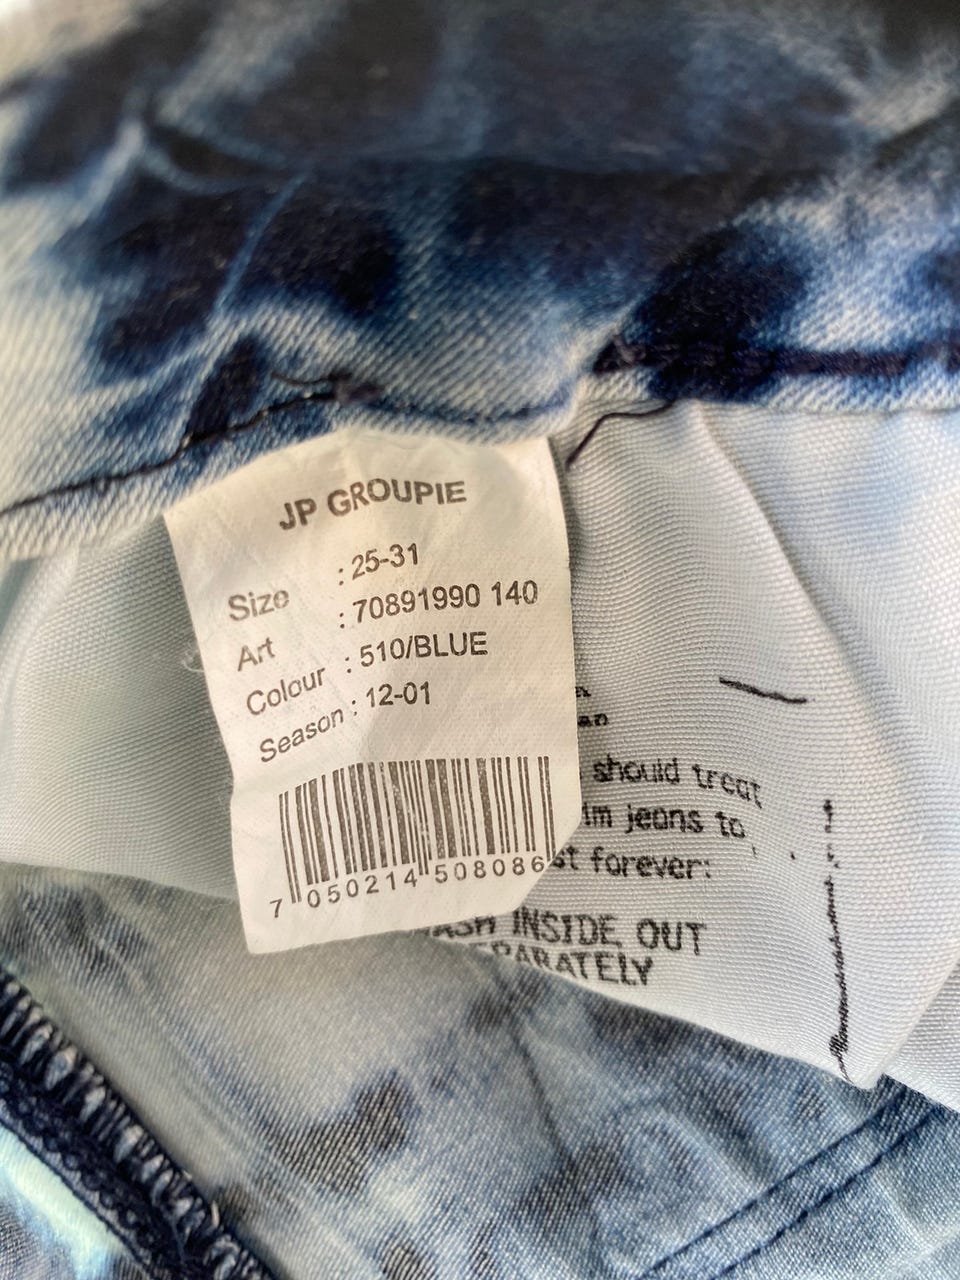 JP GROUPIE
Size : 25-31
Art : 70891990 140
Colour : 510/BLUE
Season : 12-01
7 050214 508086
should treat
jeans to
forever:
INSIDE OUT